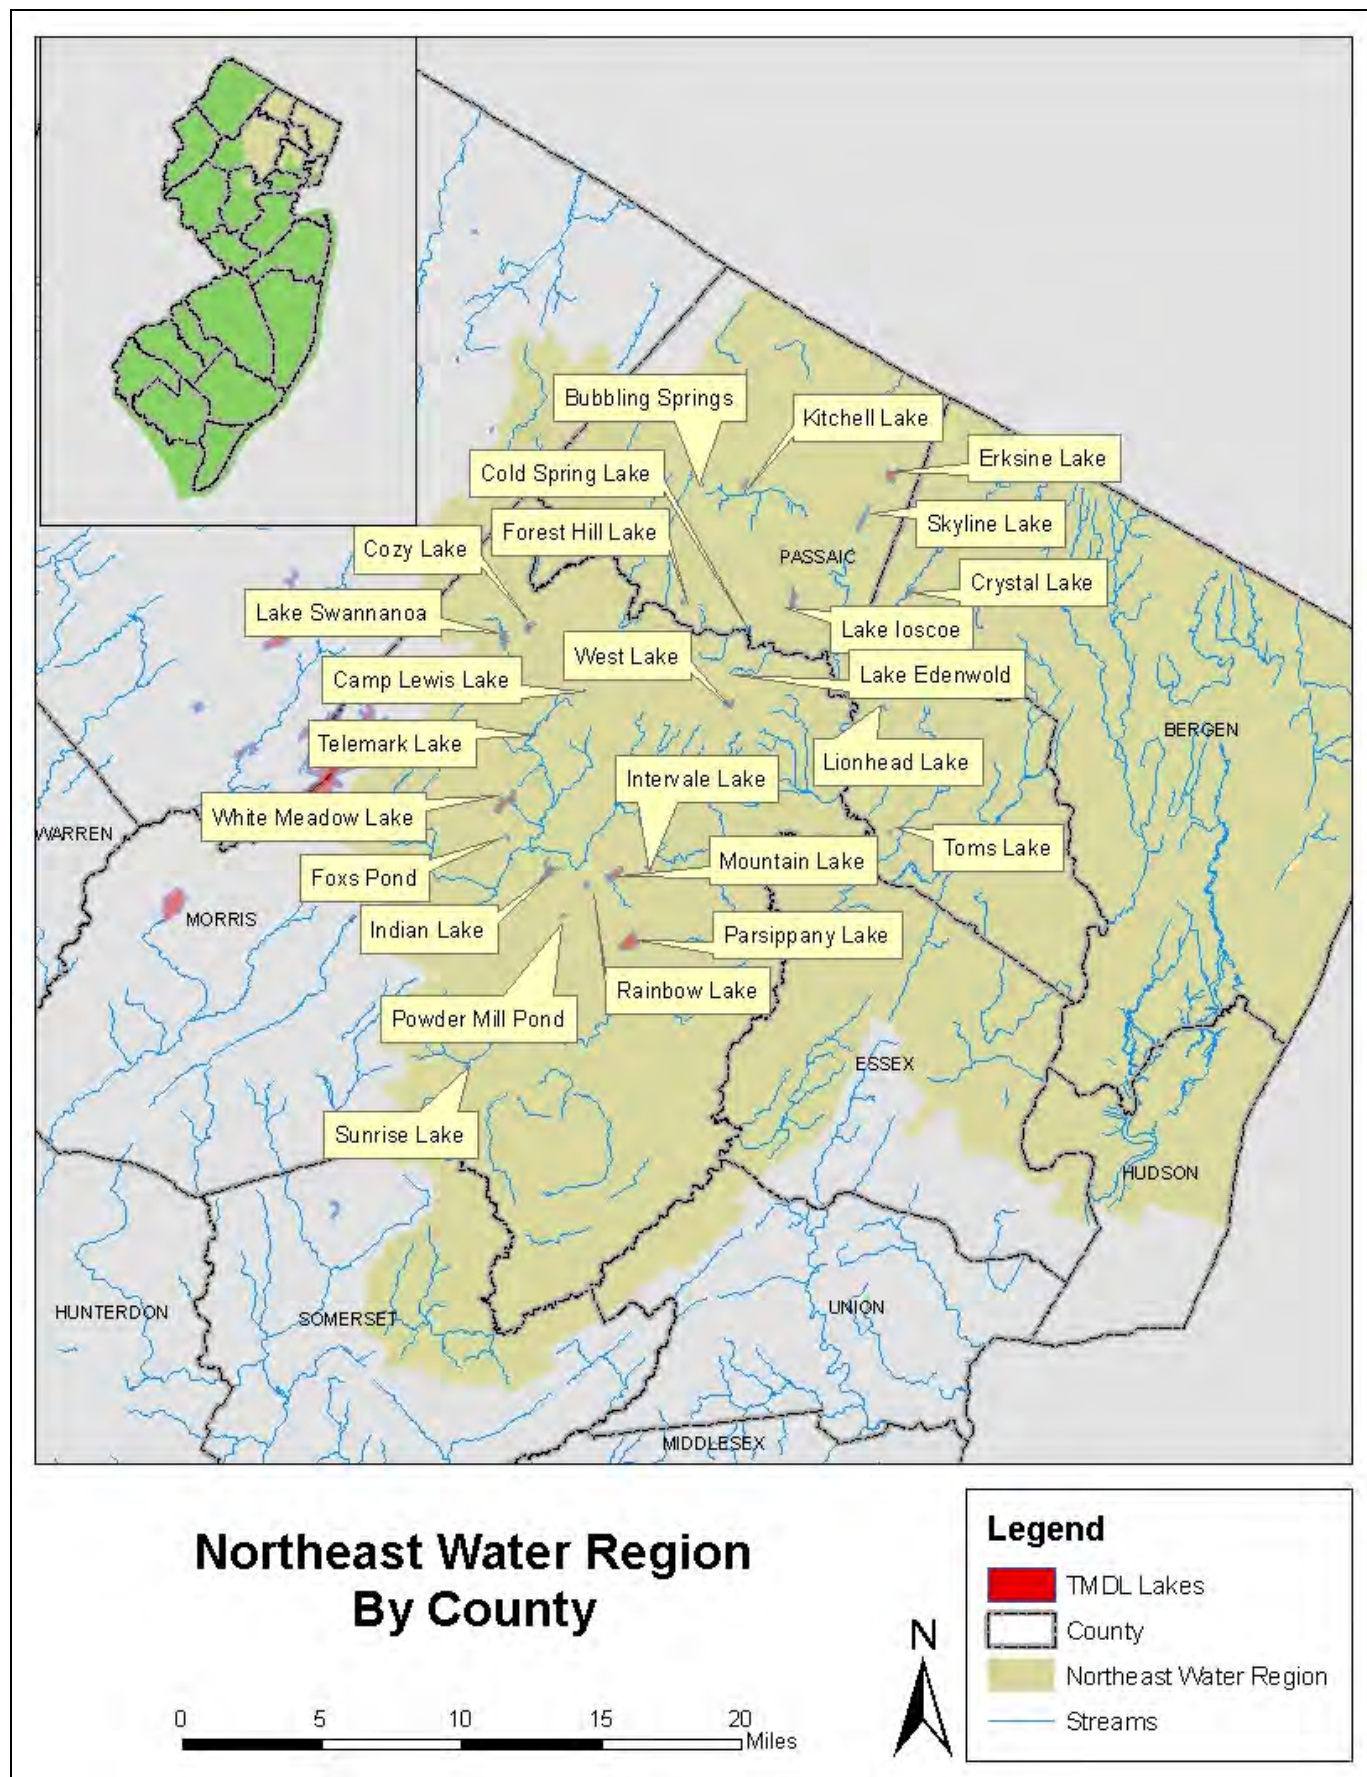 Bubbling Springs
Kitchell Lake
Erksine Lake
Cold Spring Lake
Skyline Lake
Forest Hill Lake
Cozy Lake
PASSAIC
Crystal Lake
Lake Swannanoa
Lake Ioscoe
West Lake
Lake Edenwold
Camp Lewis Lake
BERGEN
Telemark Lake
Lionhead Lake
Intervale Lake
White Meadow Lake
WARREN
Toms Lake
Mountain Lake
Foxs Pond
MORRIS
Indian Lake
Parsippany Lake
Rainbow Lake
Powder Mill Pond
ESSEX
Sunrise Lake
HUDSON
HUNTERDON
SOMERSET
UNION
MIDDLESEX
Northeast Water Region
By County
0 5 10 15 20
Miles
N
Legend
TMDL Lakes
County
Northeast Water Region
Streams